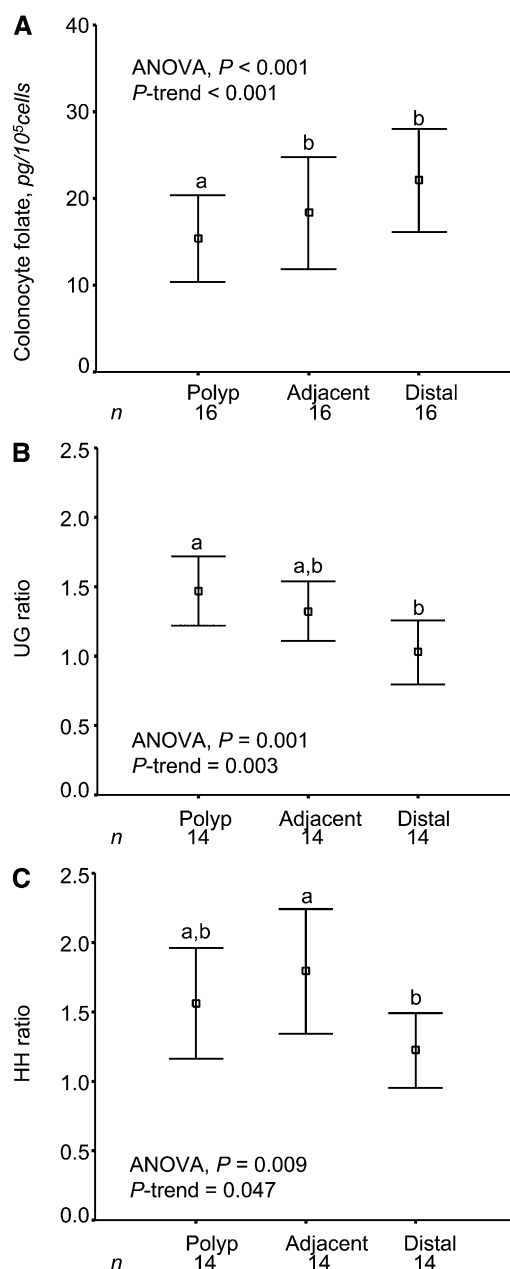 A
40
ANOVA, P < 0.001
P-trend < 0.001
30
b
b
a
20
10
0
Colonocyte folate, pg/10⁵cells
Polyp Adjacent Distal
n 16 16 16
B
2.5
2.0
a
a,b
1.5
b
1.0
0.5
ANOVA, P = 0.001
P-trend = 0.003
0.0
UG ratio
Polyp Adjacent Distal
n 14 14 14
C
2.5
a
a,b
2.0
b
1.5
1.0
0.5
ANOVA, P = 0.009
P-trend = 0.047
0.0
HH ratio
Polyp Adjacent Distal
n 14 14 14